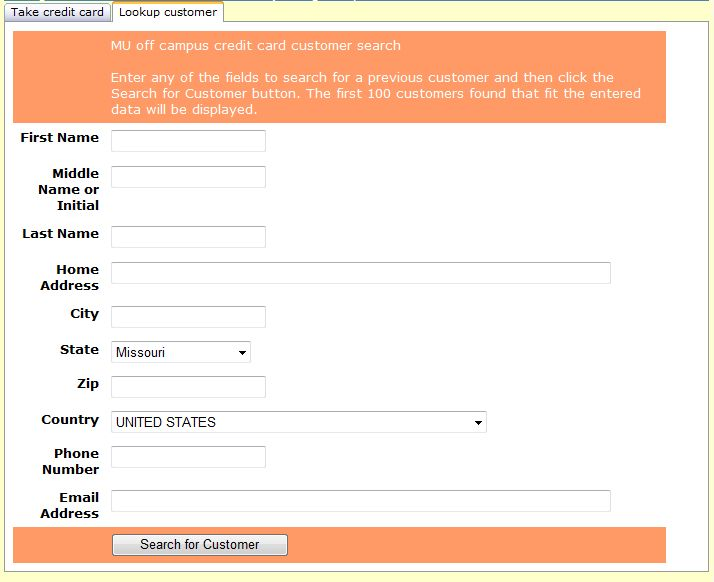 Take credit card
Lookup customer
MU off campus credit card customer search
Enter any of the fields to search for a previous customer and then click the
Search for Customer button. The first 100 customers found that fit the entered
data will be displayed.
First Name
Middle
Name or
Initial
Last Name
Home
Address
City
State
Missouri
Zip
Country
UNITED STATES
Phone
Number
Email
Address
Search for Customer